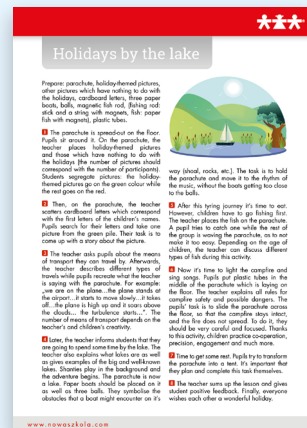 Holidays by the lake
Prepare: parachute, holiday-themed pictures,
other pictures which have nothing to do with
the holidays, cardboard letters, three paper
boats, balls, magnetic fish rod, (fishing rod:
stick and a string with magnets, fish: paper
fish with magnets), plastic tubes.
1 The parachute is spread-out on the floor.
Pupils sit around it. On the parachute, the
teacher places holiday-themed pictures
and those which have nothing to do with
the holidays (the number of pictures should
correspond with the number of participants).
Students segregate pictures: the holiday-
themed pictures go on the green colour while
the rest goes on the red.
2 Then, on the parachute, the teacher
scatters cardboard letters which correspond
with the first letters of the children's names.
Pupils search for their letters and take one
picture from the green pile. Their task is to
come up with a story about the picture.
3 The teacher asks pupils about the means
of transport they can travel by. Afterwards,
the teacher describes different types of
travels while pupils recreate what the teacher
is saying with the parachute. For example:
„we are on the plane...the plane stands at
the airport...it starts to move slowly...it takes
off...the plane is high up and it soars above
the clouds... the turbulence starts...". The
number of means of transport depends on the
teacher's and children's creativity.
4 Later, the teacher informs students that they
are going to spend some time by the lake. The
teacher also explains what lakes are as well
as gives examples of the big and well-known
lakes. Shanties play in the background and
the adventure begins. The parachute is now
a lake. Paper boats should be placed on it
as well as three balls. They symbolise the
obstacles that a boat might encounter on it's
way (shoal, rocks, etc.). The task is to hold
the parachute and move it to the rhythm of
the music, without the boats getting too close
to the balls.
5 After this tyring journey it's time to eat.
However, children have to go fishing first.
The teacher places the fish on the parachute.
A pupil tries to catch one while the rest of
the group is waving the parachute, as to not
make it too easy. Depending on the age of
children, the teacher can discuss different
types of fish during this activity.
6 Now it's time to light the campfire and
sing songs. Pupils put plastic tubes in the
middle of the parachute which is laying on
the floor. The teacher explains all rules for
campfire safety and possible dangers. The
pupils' task is to slide the parachute across
the floor, so that the campfire stays intact,
and the fire does not spread. To do it, they
should be very careful and focused. Thanks
to this activity, children practice co-operation,
precision, engagement and much more.
7 Time to get some rest. Pupils try to transform
the parachute into a tent. It's important that
they plan and complete this task themselves.
8 The teacher sums up the lesson and gives
student positive feedback. Finally, everyone
wishes each other a wonderful holiday.
www.nowaszkola.com